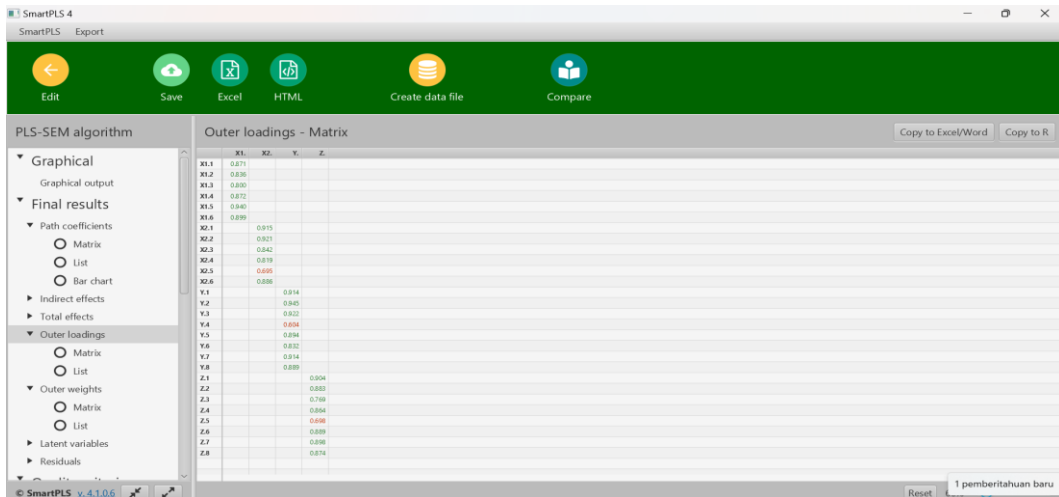 SmartPLS 4
SmartPLS Export
Edit Save Excel HTML Create data file Compare
PLS-SEM algorithm
Graphical
Graphical output
Final results
Path coefficients
Matrix
List
Bar chart
Indirect effects
Total effects
Outer loadings
Matrix
List
Outer weights
Matrix
List
Latent variables
Residuals
© SmartPLS v. 4.1.0.6
Outer loadings - Matrix
Copy to Excel/Word Copy to R
X1. X2. Y. Z.
X1.1 0.871
X1.2 0.836
X1.3 0.800
X1.4 0.872
X1.5 0.940
X1.6 0.899
X2.1 0.915
X2.2 0.921
X2.3 0.842
X2.4 0.819
X2.5 0.695
X2.6 0.886
Y.1 0.914
Y.2 0.945
Y.3 0.922
Y.4 0.604
Y.5 0.894
Y.6 0.832
Y.7 0.914
Y.8 0.889
Z.1 0.904
Z.2 0.883
Z.3 0.769
Z.4 0.864
Z.5 0.698
Z.6 0.889
Z.7 0.898
Z.8 0.874
Reset
1 pemberitahuan baru